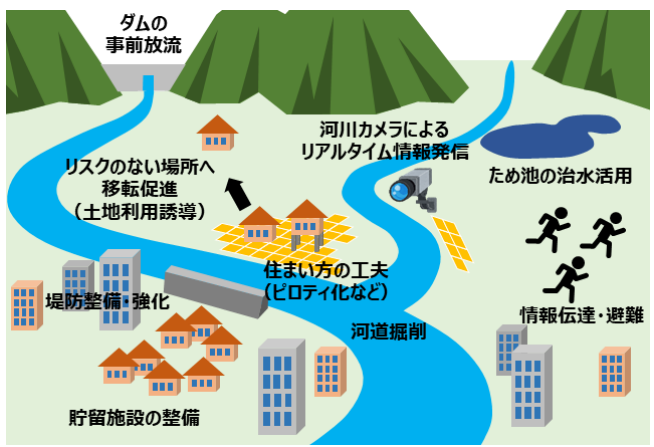 ダムの
事前放流
河川カメラによる
リアルタイム情報発信
リスクのない場所へ
移転促進
（土地利用誘導）
ため池の治水活用
住まい方の工夫
（ピロティ化など）
堤防整備・強化
河道掘削
情報伝達・避難
貯留施設の整備